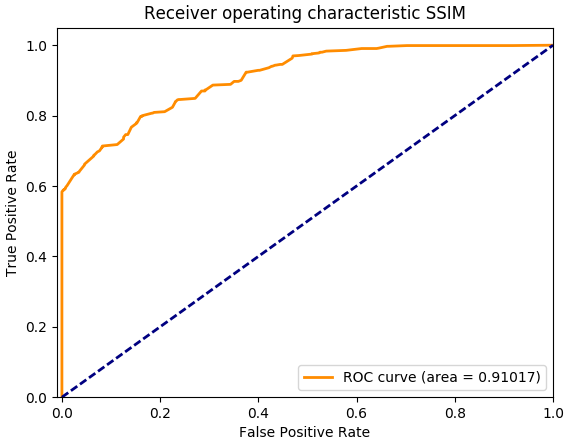 Receiver operating characteristic SSIM
1.0
0.8
0.6
0.4
0.2
0.0
True Positive Rate
ROC curve (area = 0.91017)
0.0 0.2 0.4 0.6 0.8 1.0
False Positive Rate